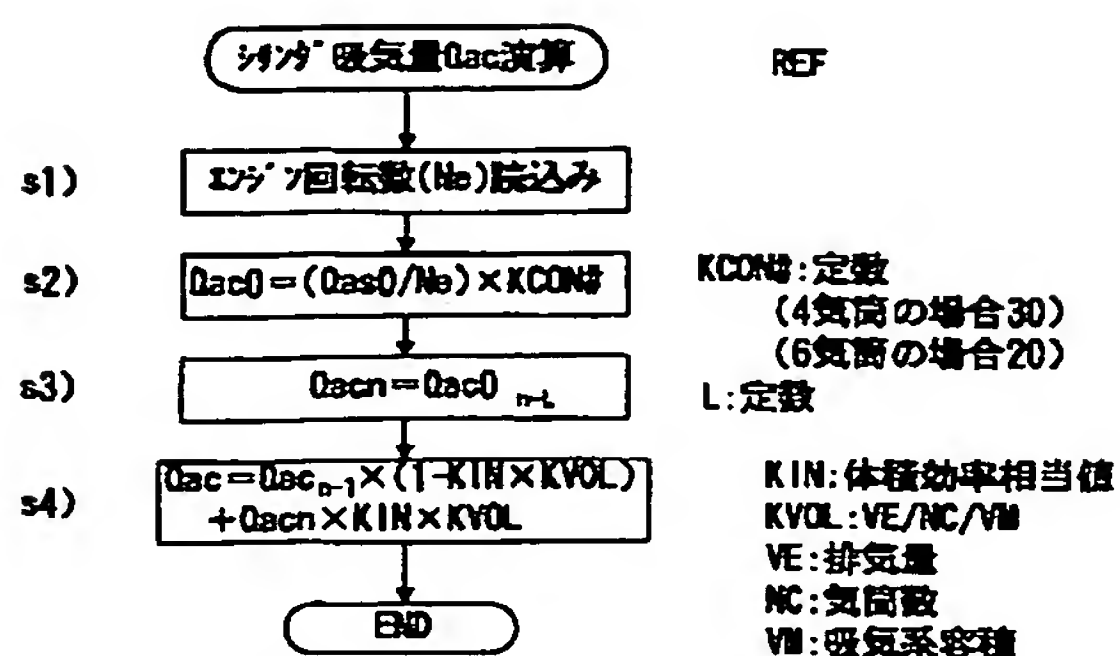 シリンダ吸気量Qac演算
REF
s1)
エンジン回転数(Ne)読込み
s2)
Qac0=(Qas0/Ne)×KCON#
KCON#:定数
(4気筒の場合30)
(6気筒の場合20)
s3)
Qacn=Qac0 n-L
L:定数
s4)
Qac=Qacn-1×(1-KIN×KVOL)
+Qacn×KIN×KVOL
KIN:体積効率相当値
KVOL:VE/NC/VM
VE:排気量
NC:気筒数
VM:吸気系容積
END